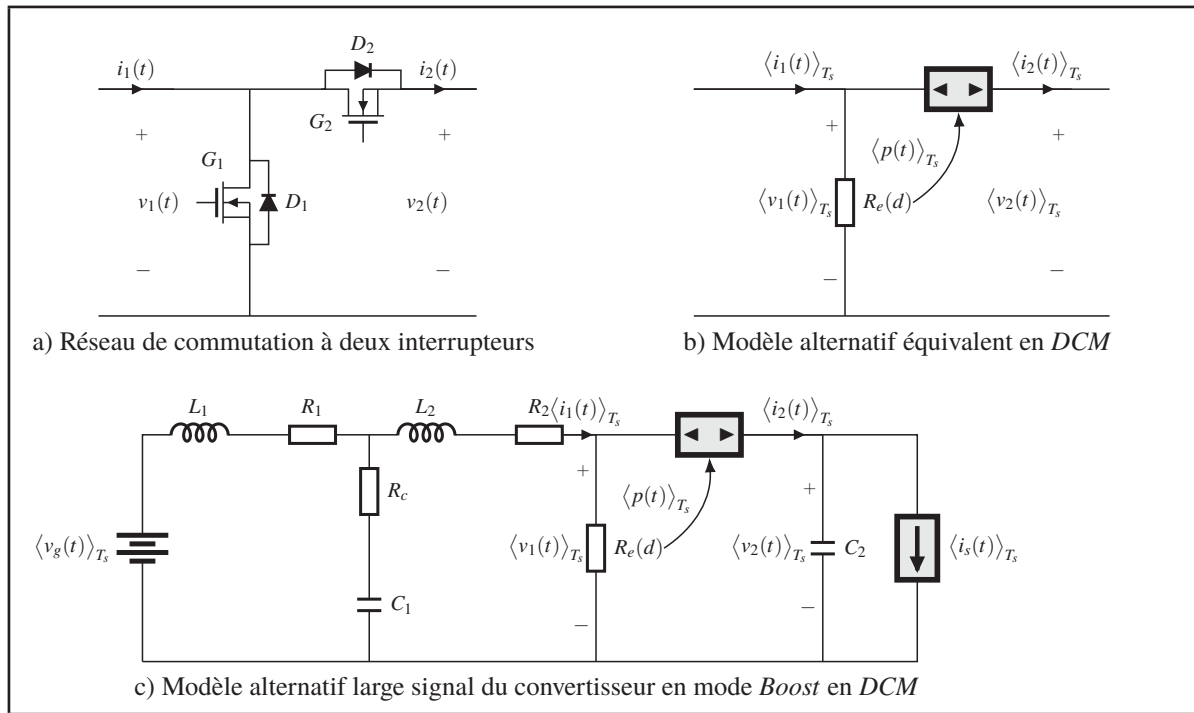 D₂
i₁(t)
i₂(t)
+
+
G₂
G₁
v₁(t)
D₁
v₂(t)
−
−
a) Réseau de commutation à deux interrupteurs
⟨i₁(t)⟩_{Tₛ}
⟨i₂(t)⟩_{Tₛ}
+
+
⟨p(t)⟩_{Tₛ}
⟨v₁(t)⟩_{Tₛ}
Rₑ(d)
⟨v₂(t)⟩_{Tₛ}
−
−
b) Modèle alternatif équivalent en DCM
L₁
R₁
L₂
R₂⟨i₁(t)⟩_{Tₛ}
⟨i₂(t)⟩_{Tₛ}
+
+
R_c
⟨p(t)⟩_{Tₛ}
⟨v_g(t)⟩_{Tₛ}
⟨v₁(t)⟩_{Tₛ}
Rₑ(d)
⟨v₂(t)⟩_{Tₛ}
C₂
⟨iₛ(t)⟩_{Tₛ}
C₁
−
−
c) Modèle alternatif large signal du convertisseur en mode Boost en DCM